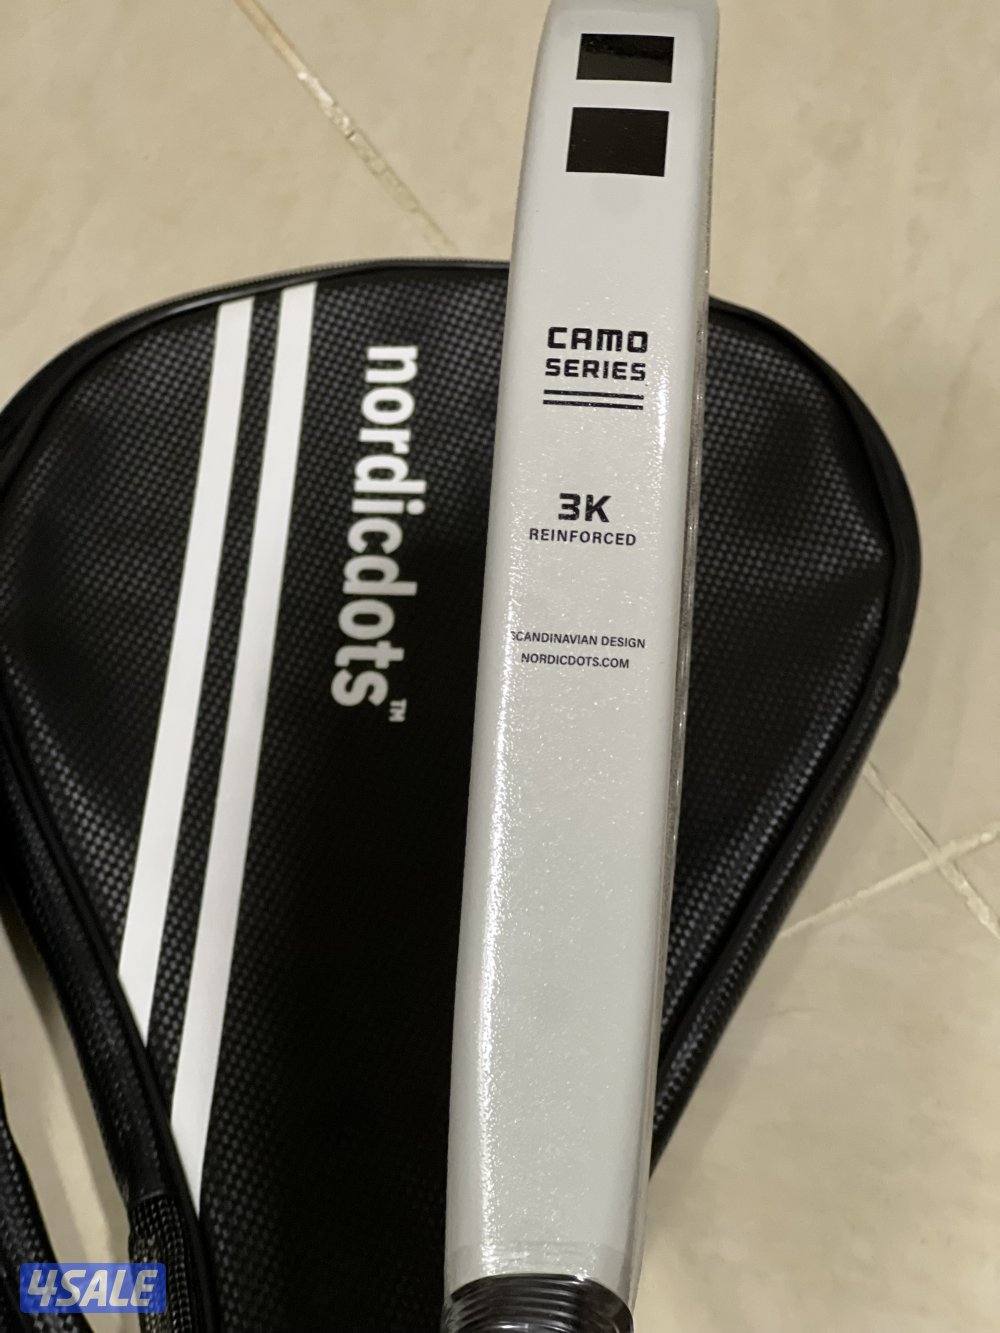 CAMO
SERIES
3K
REINFORCED
SCANDINAVIAN DESIGN
NORDICDOTS.COM
nordicdots™
4SALE